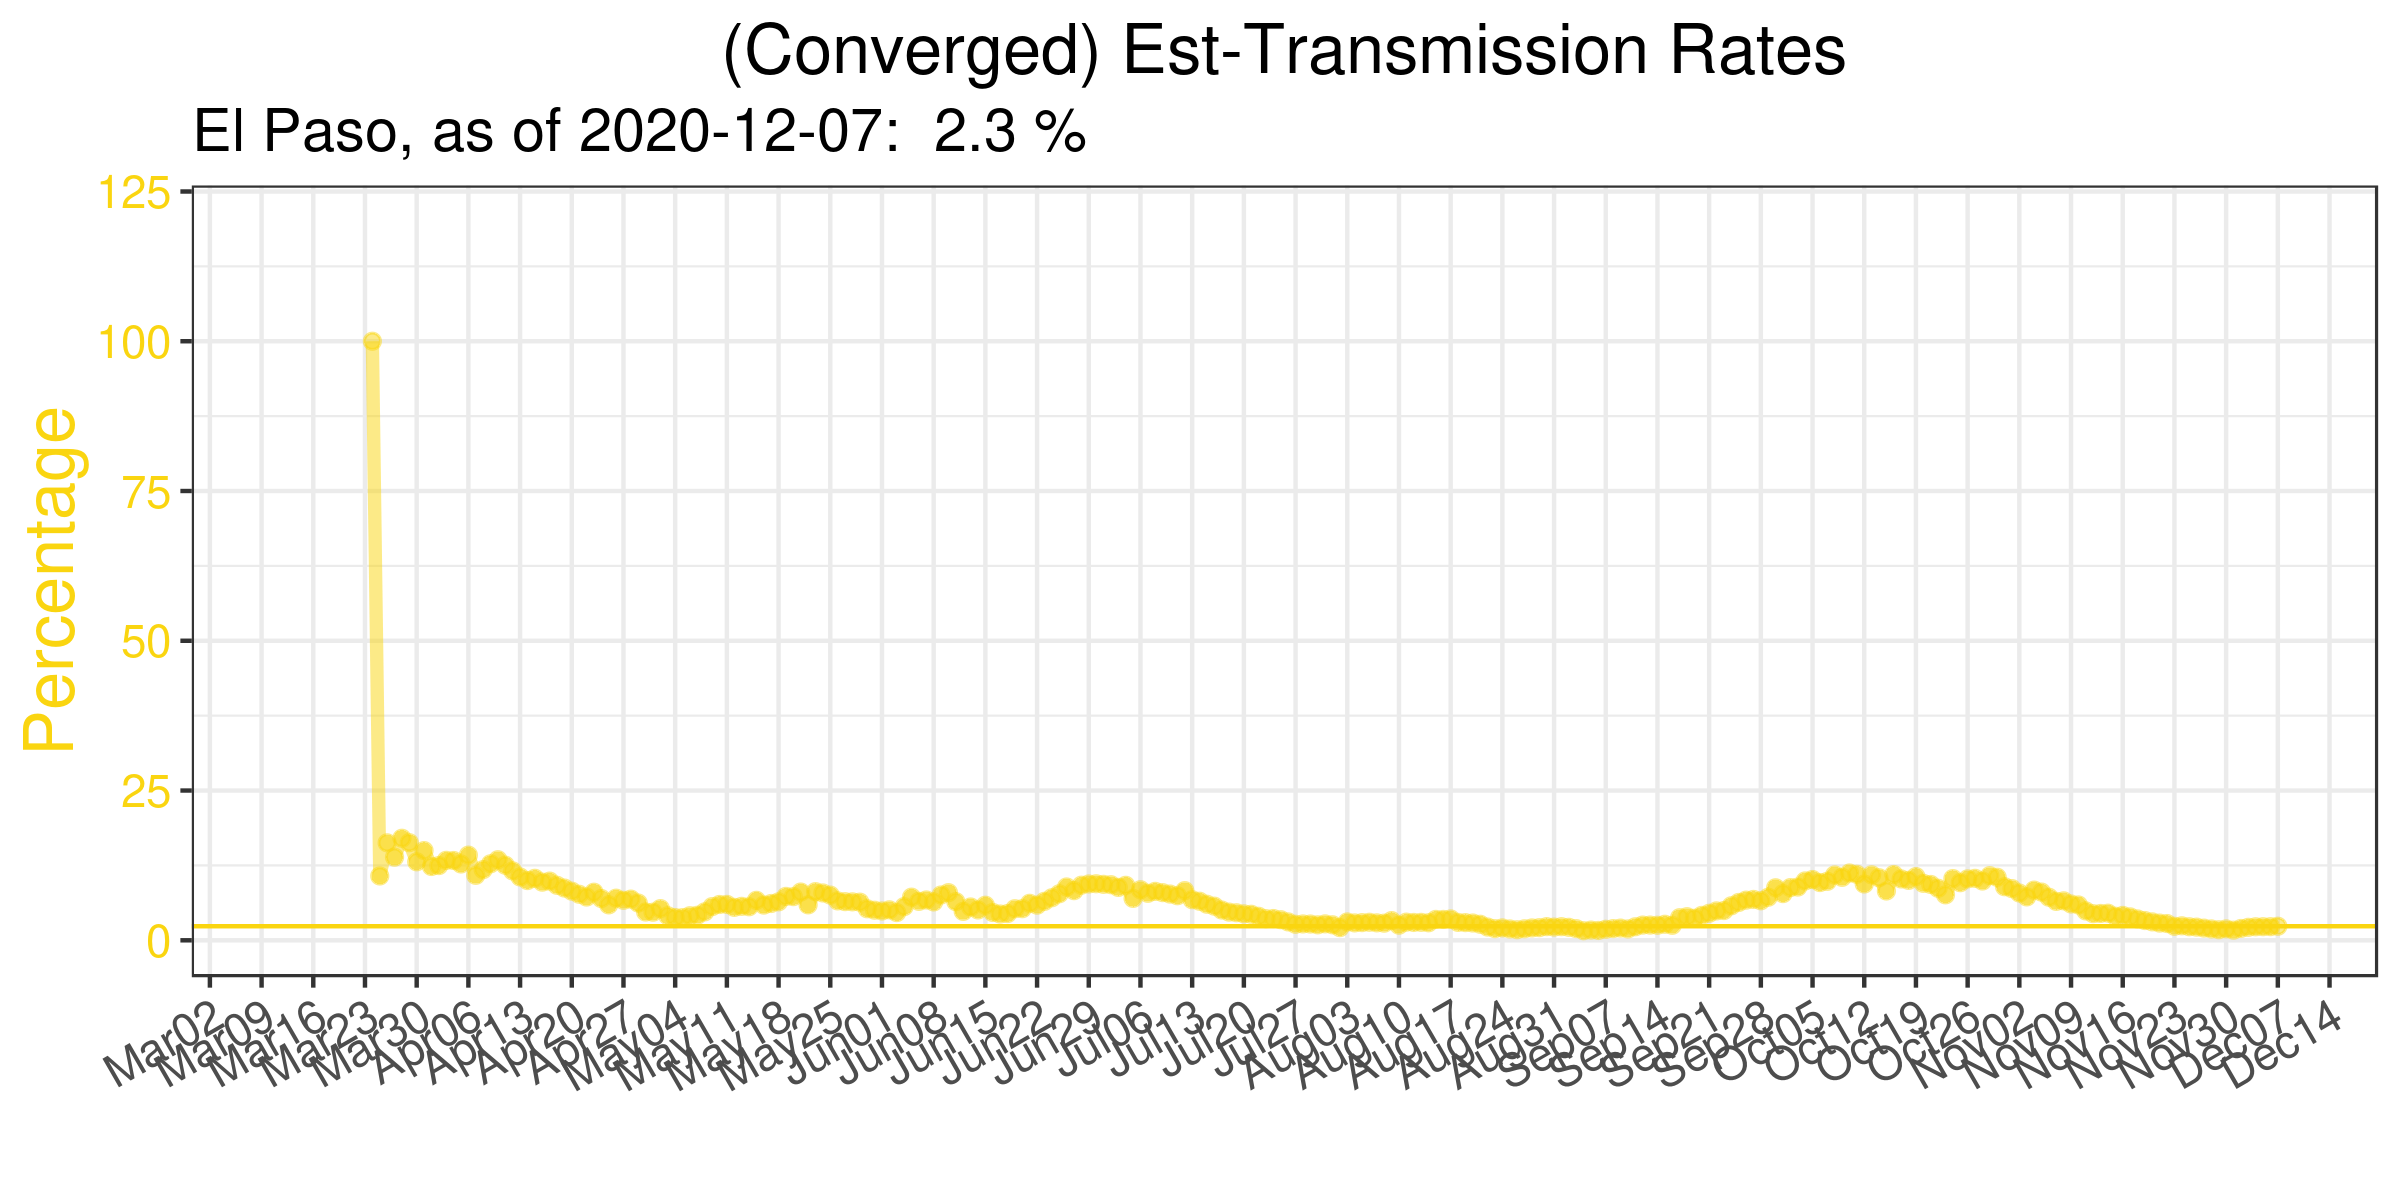 (Converged) Est-Transmission Rates
El Paso, as of 2020-12-07:  2.3 %
Percentage
125
100
75
50
25
0
Mar02
Mar09
Mar16
Mar23
Mar30
Apr06
Apr13
Apr20
Apr27
May04
May11
May18
May25
Jun01
Jun08
Jun15
Jun22
Jun29
Jul06
Jul13
Jul20
Jul27
Aug03
Aug10
Aug17
Aug24
Aug31
Sep07
Sep14
Sep21
Sep28
Oct05
Oct12
Oct19
Oct26
Nov02
Nov09
Nov16
Nov23
Nov30
Dec07
Dec14